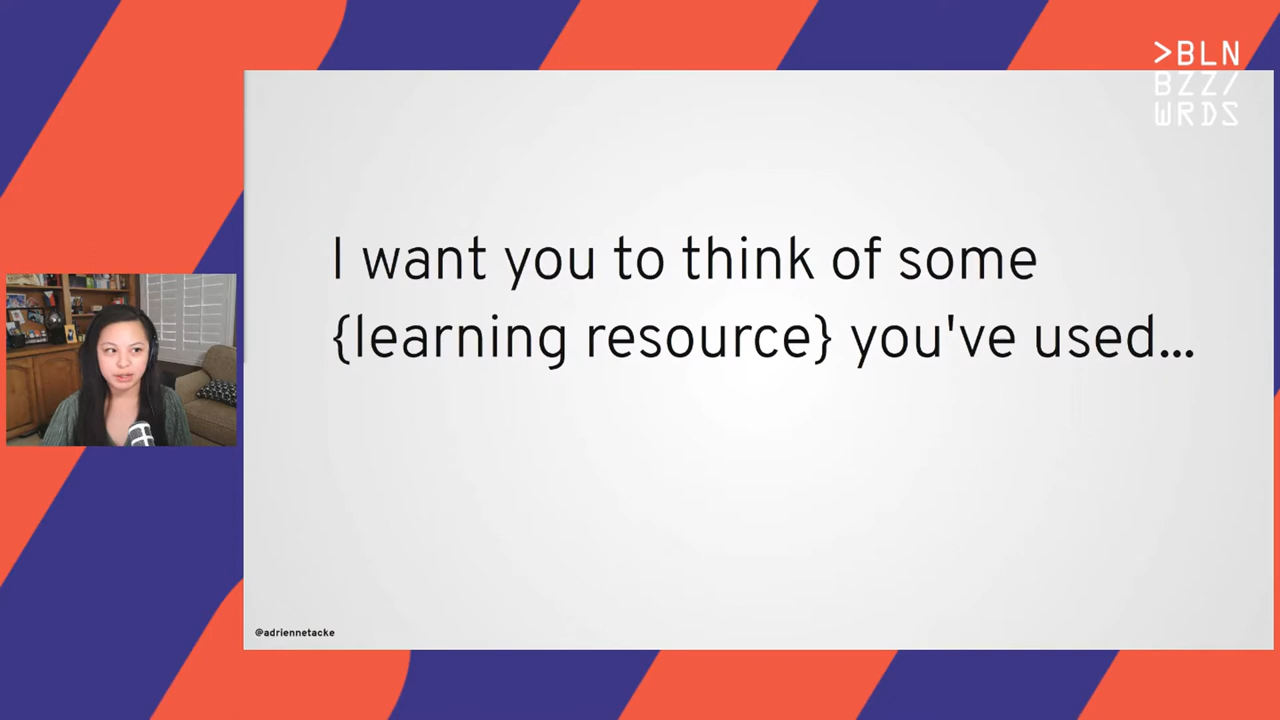 >BLN
BZZ/
WRDS
I want you to think of some
{learning resource} you've used...
@adriennetacke